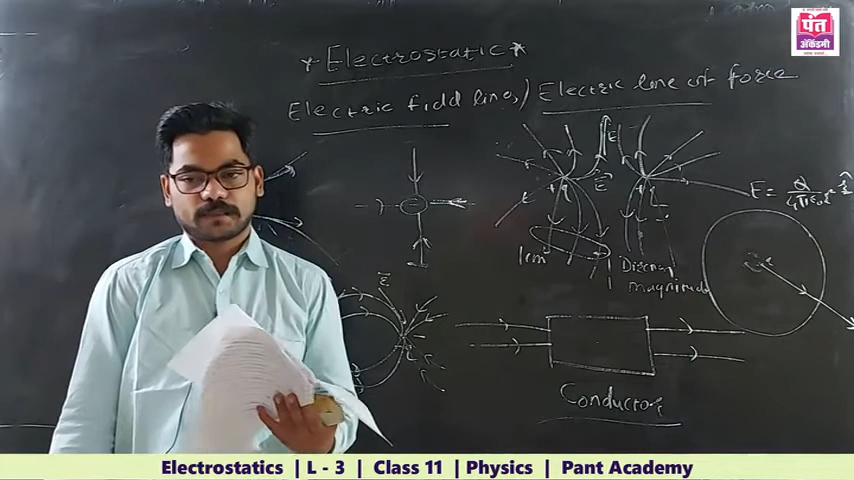 पंत
अ‍ॅकॅडमी
* Electrostatic *
Electric field lines / Electric line of force
E
+q
E
E = Q / 4πε₀r² r̂
1cm²
Direction
magnitude
E
Conductor
Electrostatics | L - 3 | Class 11 | Physics | Pant Academy